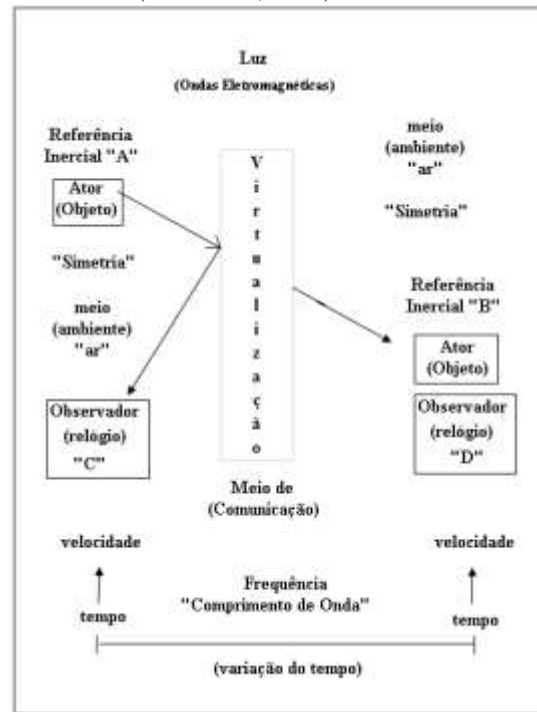 Luz
(Ondas Eletromagnéticas)
Referência
Inercial "A"
Ator
(Objeto)
"Simetria"
meio
(ambiente)
"ar"
Observador
(relógio)
"C"
Virtualização
Meio de
(Comunicação)
meio
(ambiente)
"ar"
"Simetria"
Referência
Inercial "B"
Ator
(Objeto)
Observador
(relógio)
"D"
velocidade
tempo
Frequência
"Comprimento de Onda"
velocidade
tempo
(variação do tempo)